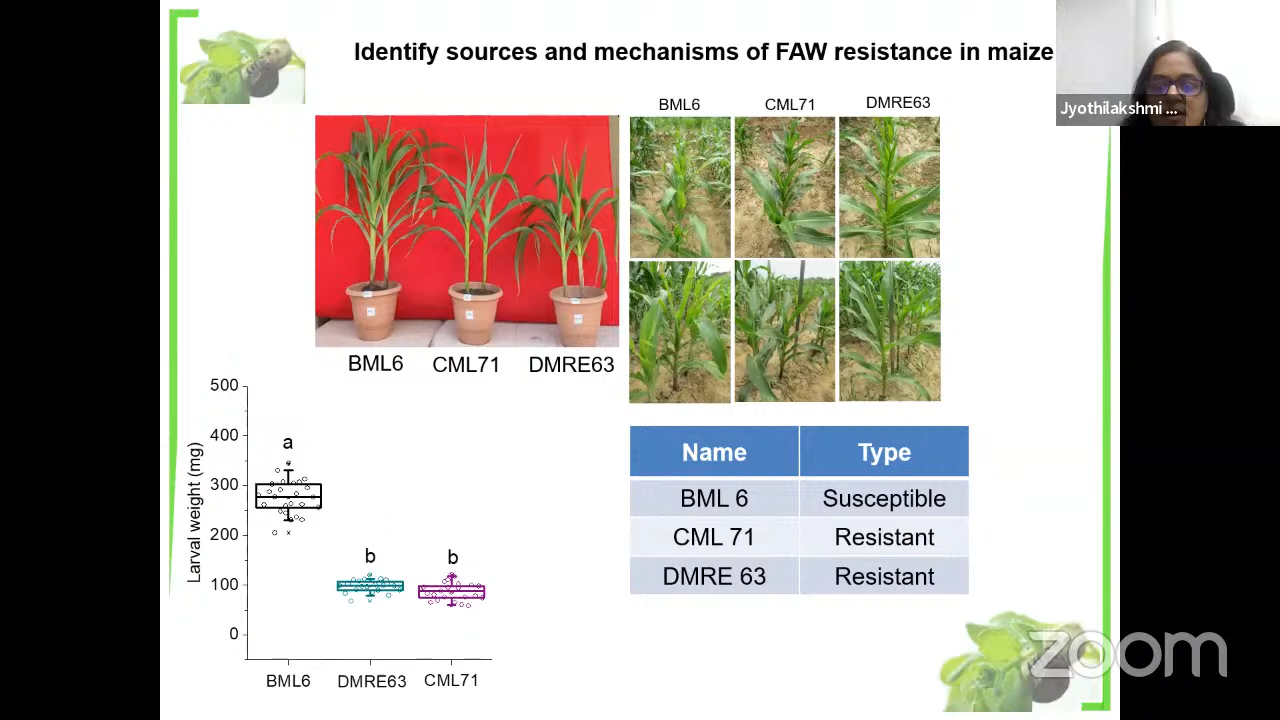 Identify sources and mechanisms of FAW resistance in maize
Jyothilakshmi ...
BML6 CML71 DMRE63
BML6 CML71 DMRE63
500
400
300
200
100
0
Larval weight (mg)
a
b
b
BML6 DMRE63 CML71
Name Type
BML 6 Susceptible
CML 71 Resistant
DMRE 63 Resistant
zoom